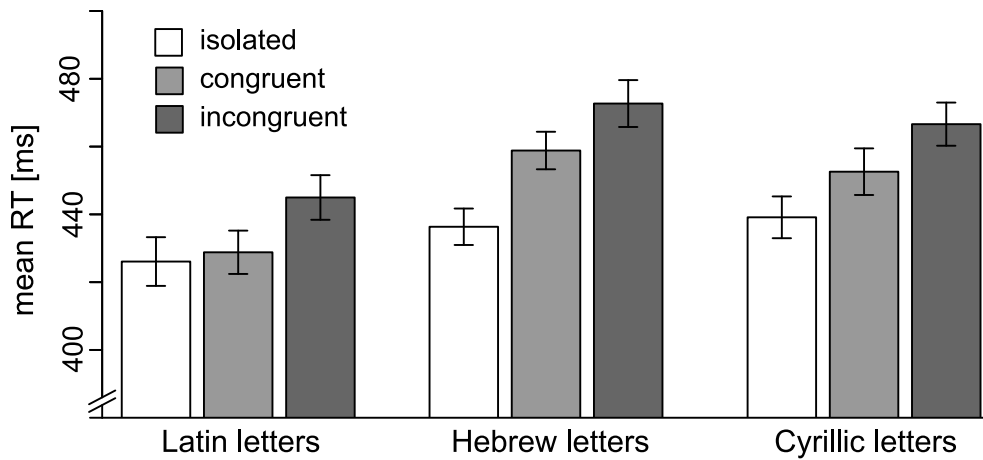 isolated
congruent
incongruent
mean RT [ms]
480
440
400
Latin letters
Hebrew letters
Cyrillic letters